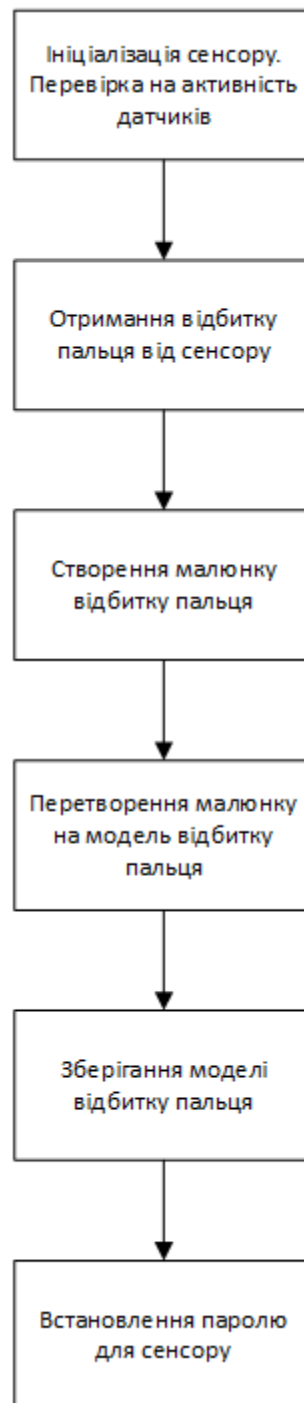 Ініціалізація сенсору.
Перевірка на активність
датчиків
Отримання відбитку
пальця від сенсору
Створення малюнку
відбитку пальця
Перетворення малюнку
на модель відбитку
пальця
Зберігання моделі
відбитку пальця
Встановлення паролю
для сенсору